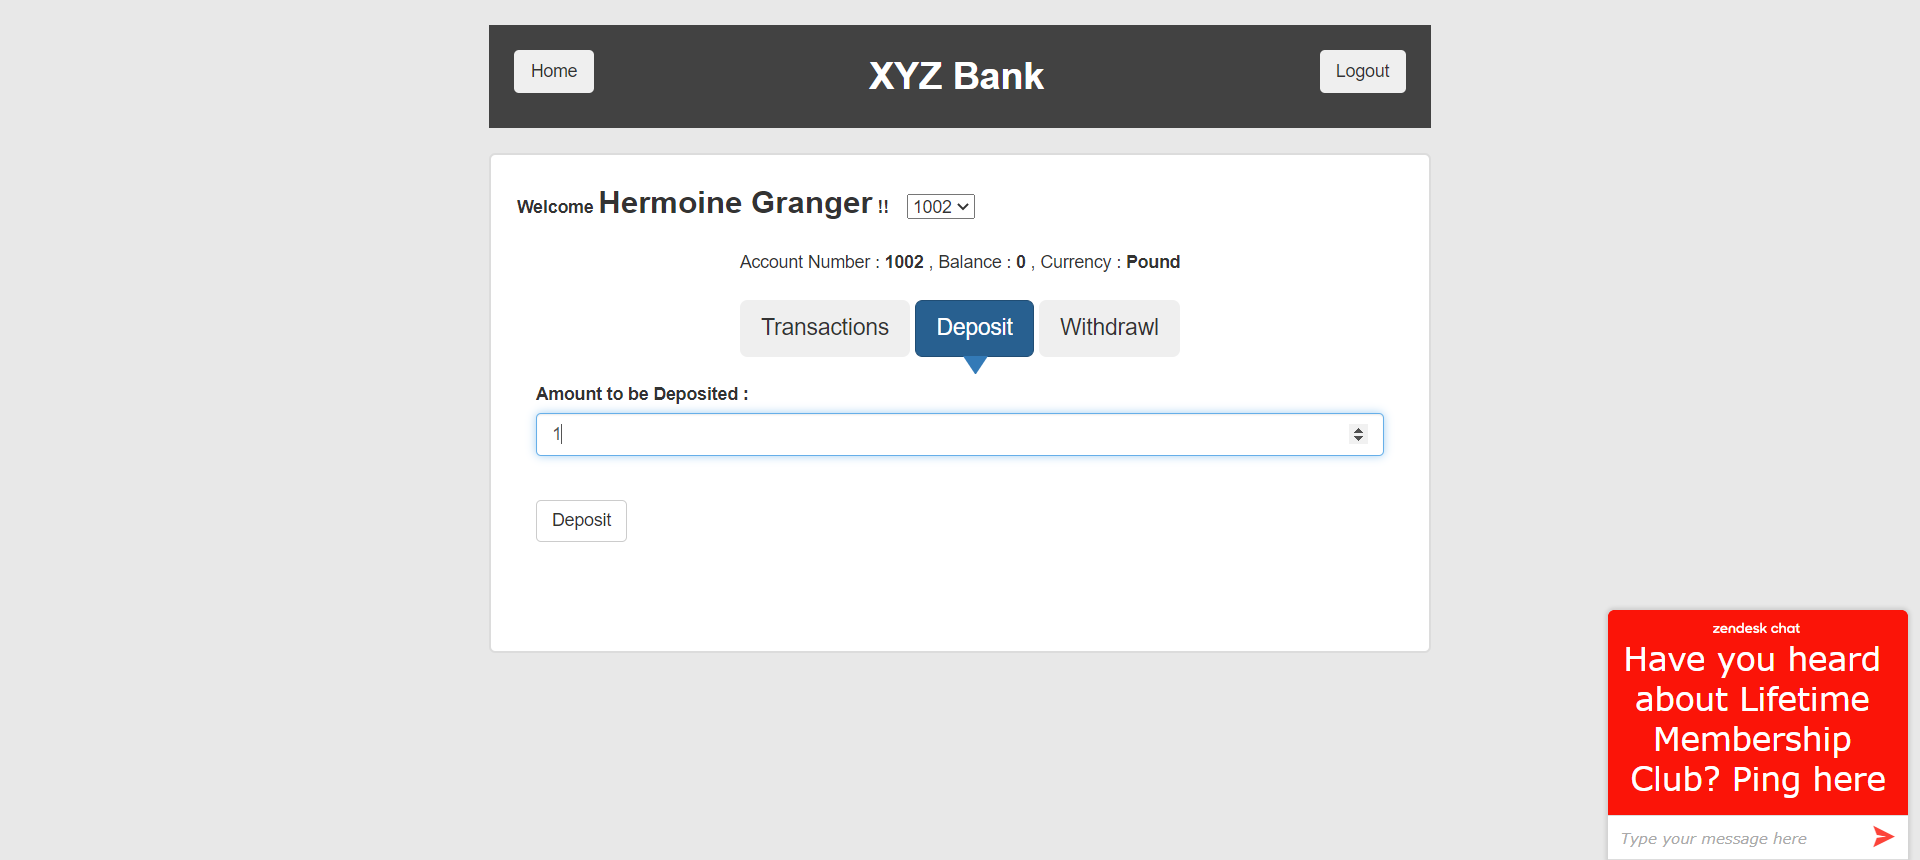 Home
XYZ Bank
Logout
Welcome Hermoine Granger !! 1002
Account Number : 1002 , Balance : 0 , Currency : Pound
Transactions
Deposit
Withdrawl
Amount to be Deposited :
1
Deposit
zendesk chat
Have you heard
about Lifetime
Membership
Club? Ping here
Type your message here